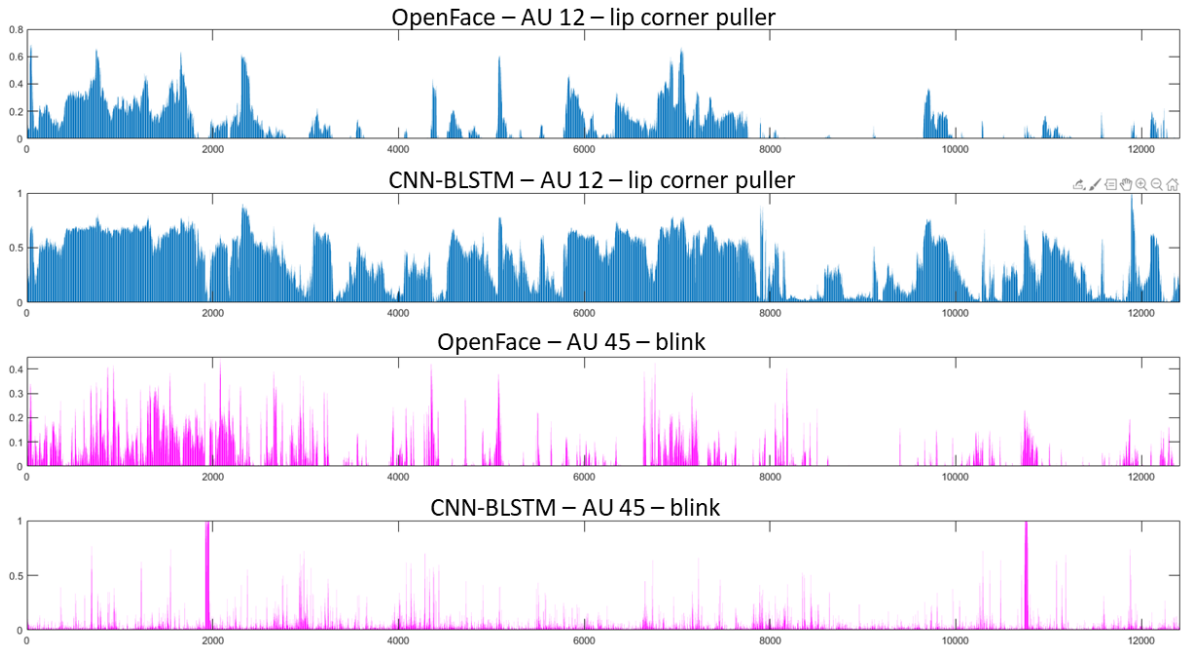 OpenFace – AU 12 – lip corner puller
0.8
0.6
0.4
0.2
0
0 2000 4000 6000 8000 10000 12000
CNN-BLSTM – AU 12 – lip corner puller
1
0.5
0
0 2000 4000 6000 8000 10000 12000
OpenFace – AU 45 – blink
0.4
0.3
0.2
0.1
0
0 2000 4000 6000 8000 10000 12000
CNN-BLSTM – AU 45 – blink
1
0.5
0
0 2000 4000 6000 8000 10000 12000